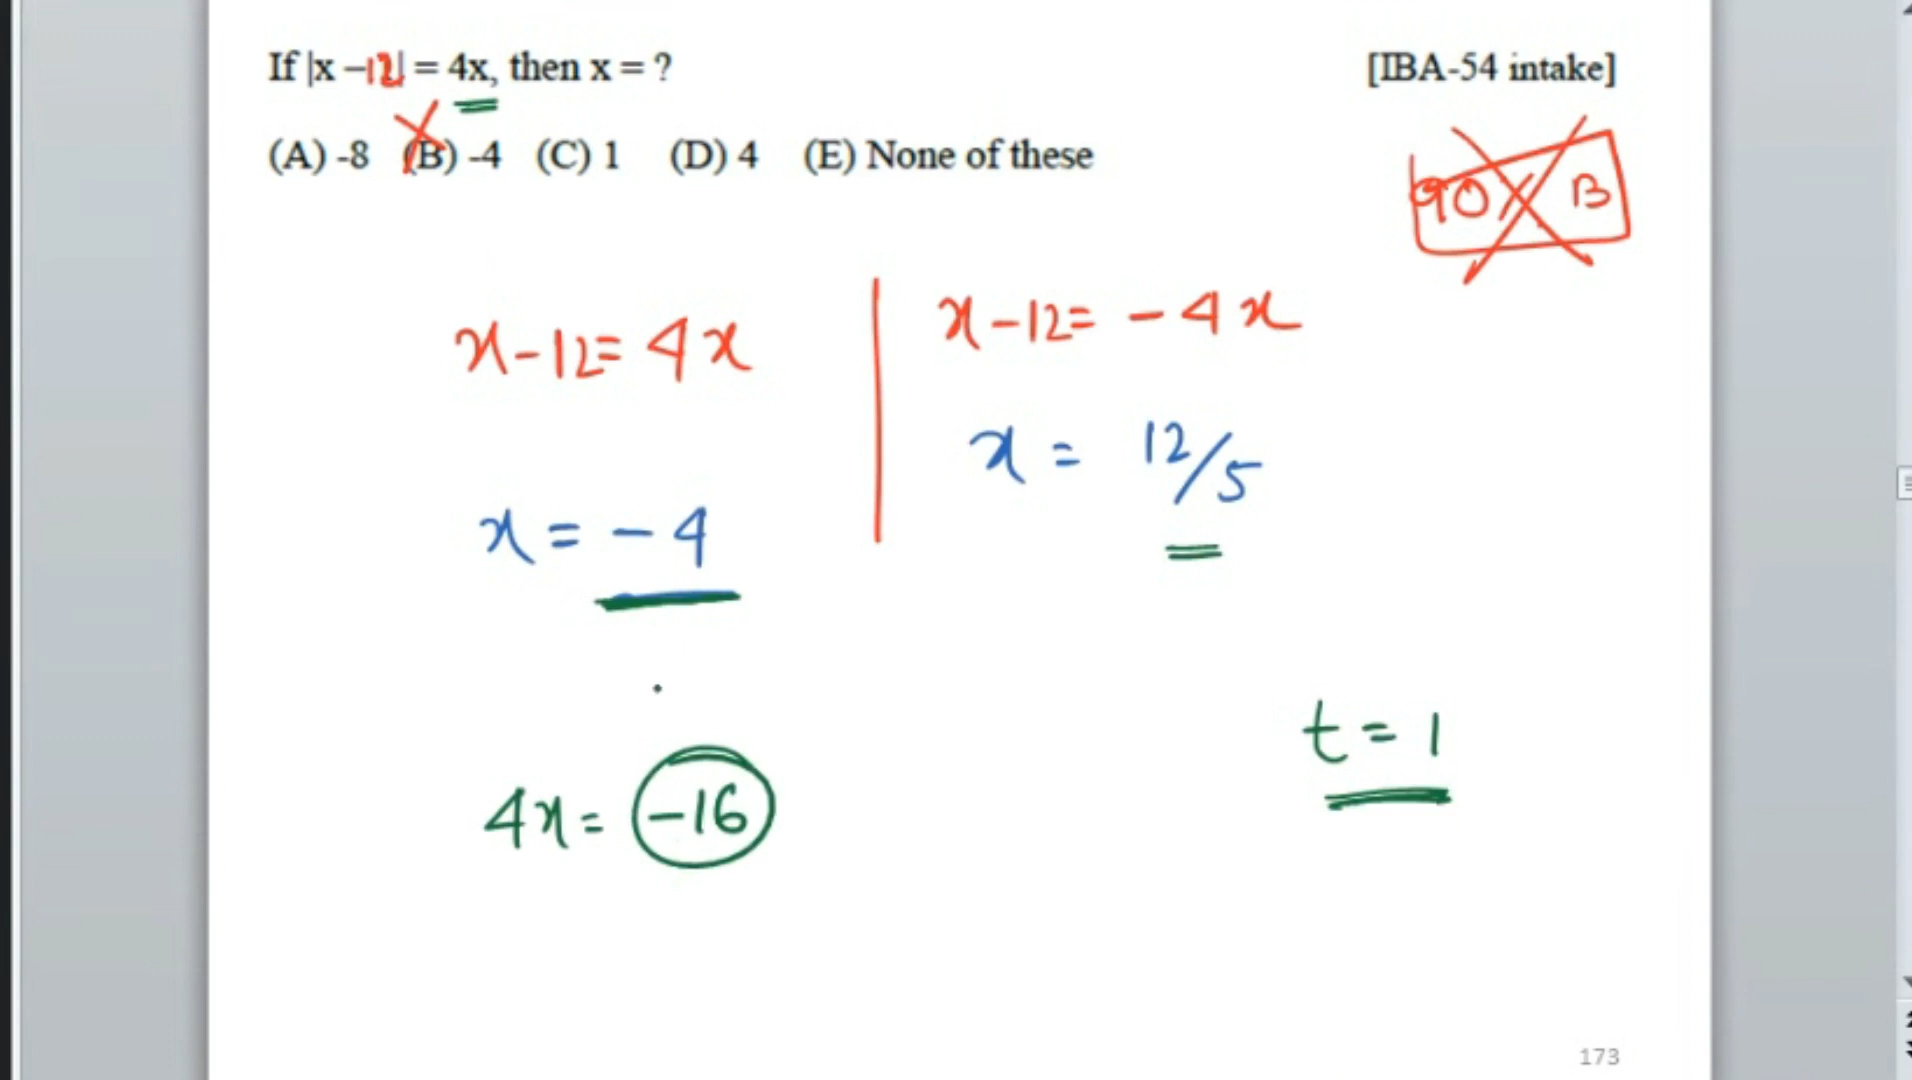 If |x −12| = 4x, then x = ? [IBA-54 intake]
(A) -8 (B) -4 (C) 1 (D) 4 (E) None of these
90% B
x-12= 4x
x-12= -4x
x = 12/5
x = -4
t = 1
4x = -16
173